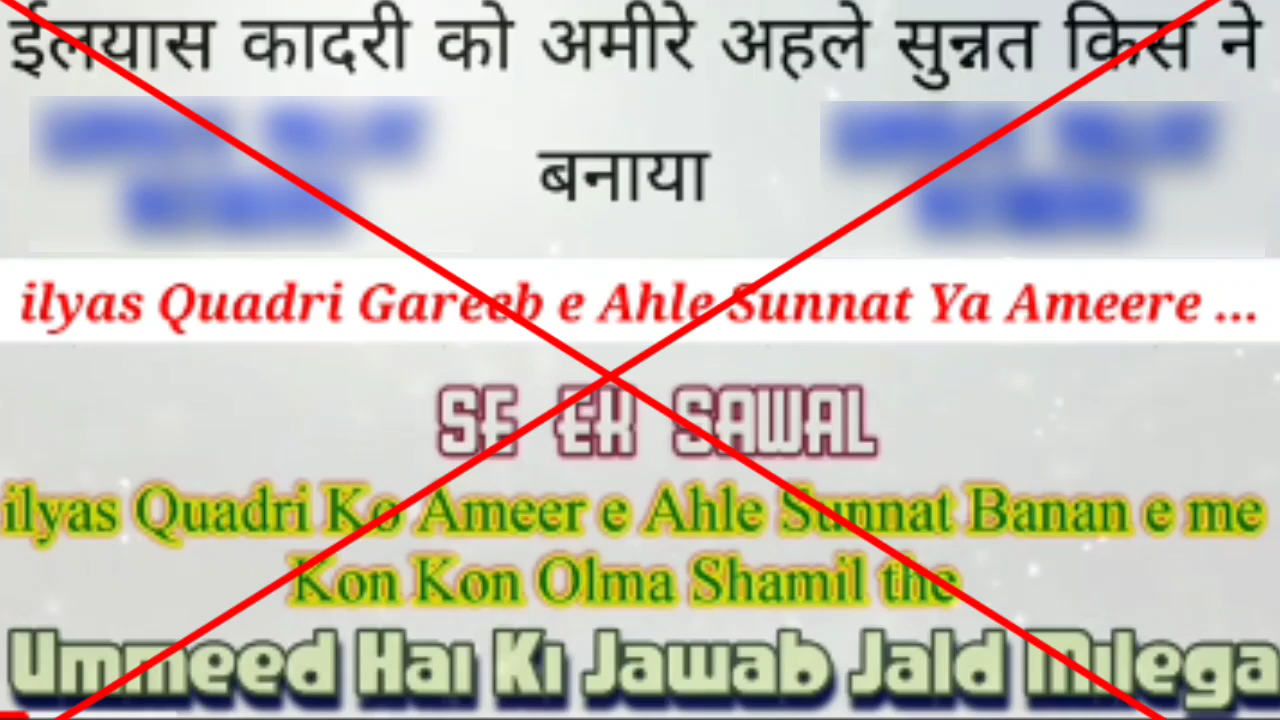 ईलयास कादरी को अमीरे अहले सुन्नत किस ने
बनाया
ilyas Quadri Gareeb e Ahle Sunnat Ya Ameere ...
SE EK SAWAL
ilyas Quadri Ko Ameer e Ahle Sunnat Banan e me
Kon Kon Olma Shamil the
Ummeed Hai Ki Jawab Jald Milega